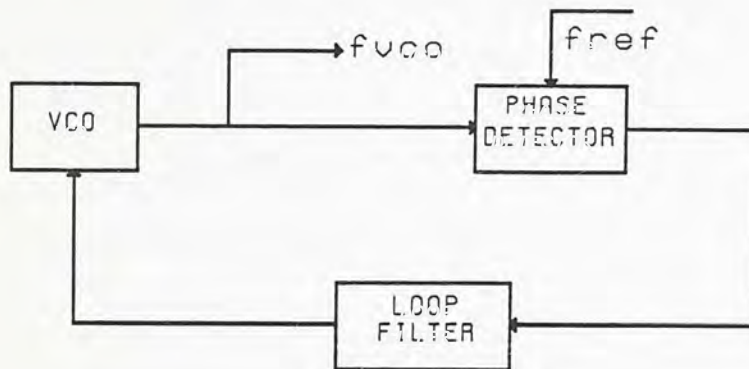 fvco
fref
VCO
PHASE
DETECTOR
LOOP
FILTER